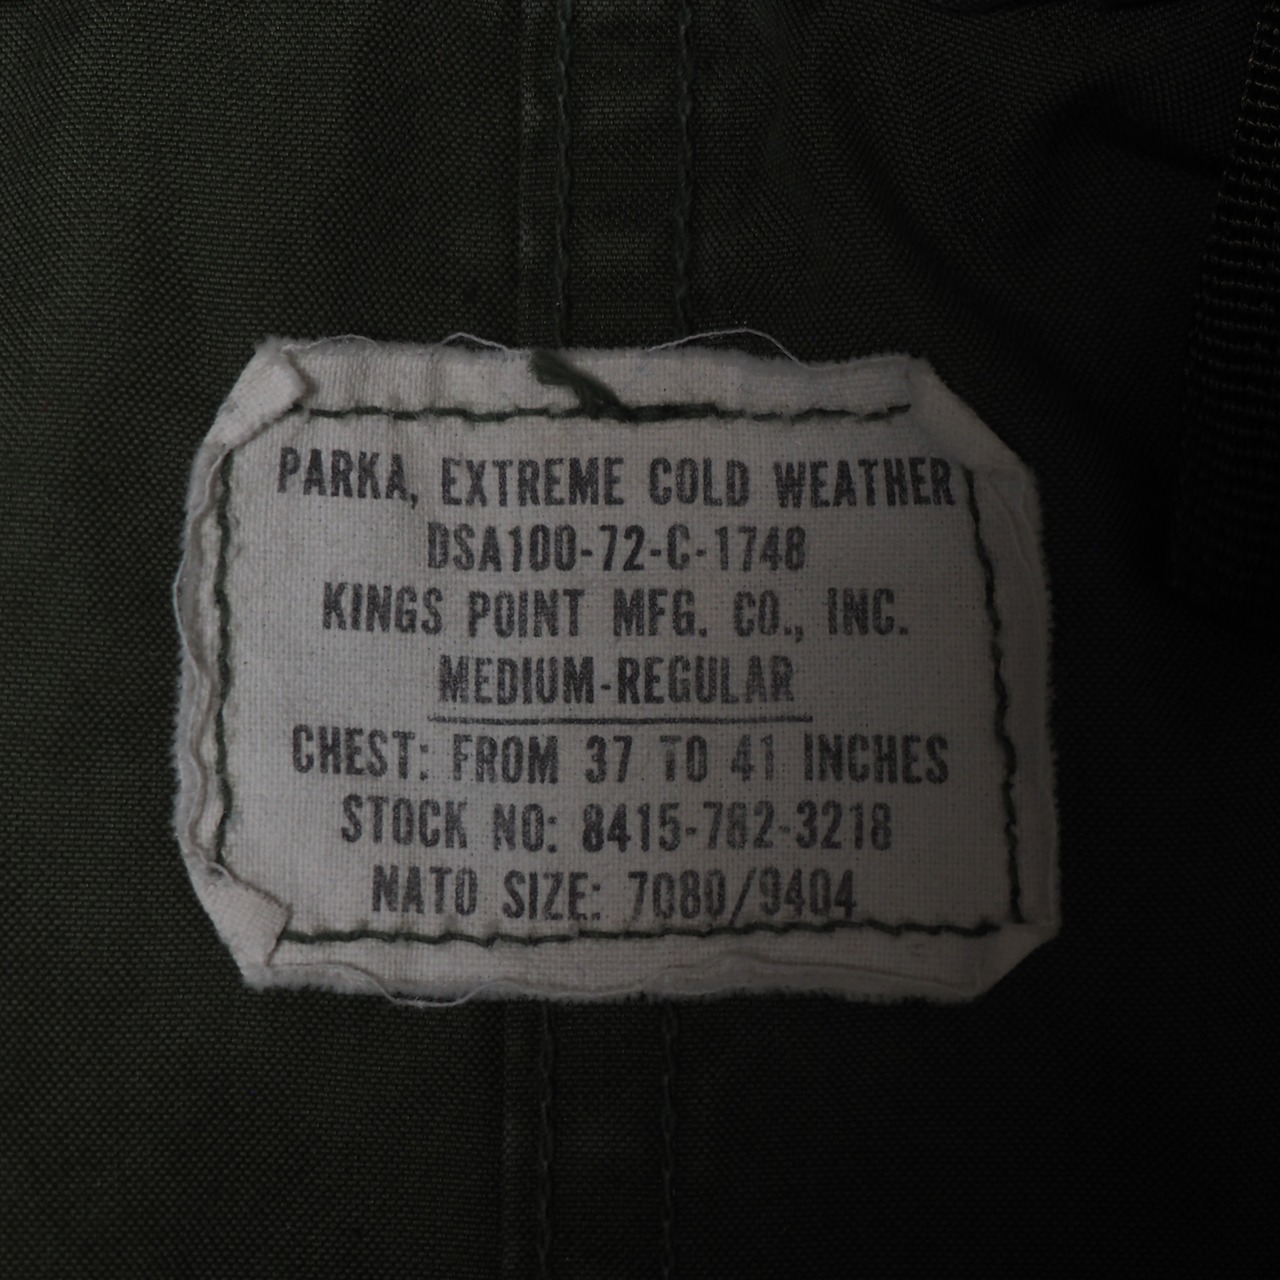 PARKA, EXTREME COLD WEATHER
DSA100-72-C-1748
KINGS POINT MFG. CO., INC.
MEDIUM-REGULAR
CHEST: FROM 37 TO 41 INCHES
STOCK NO: 8415-782-3218
NATO SIZE: 7080/9404